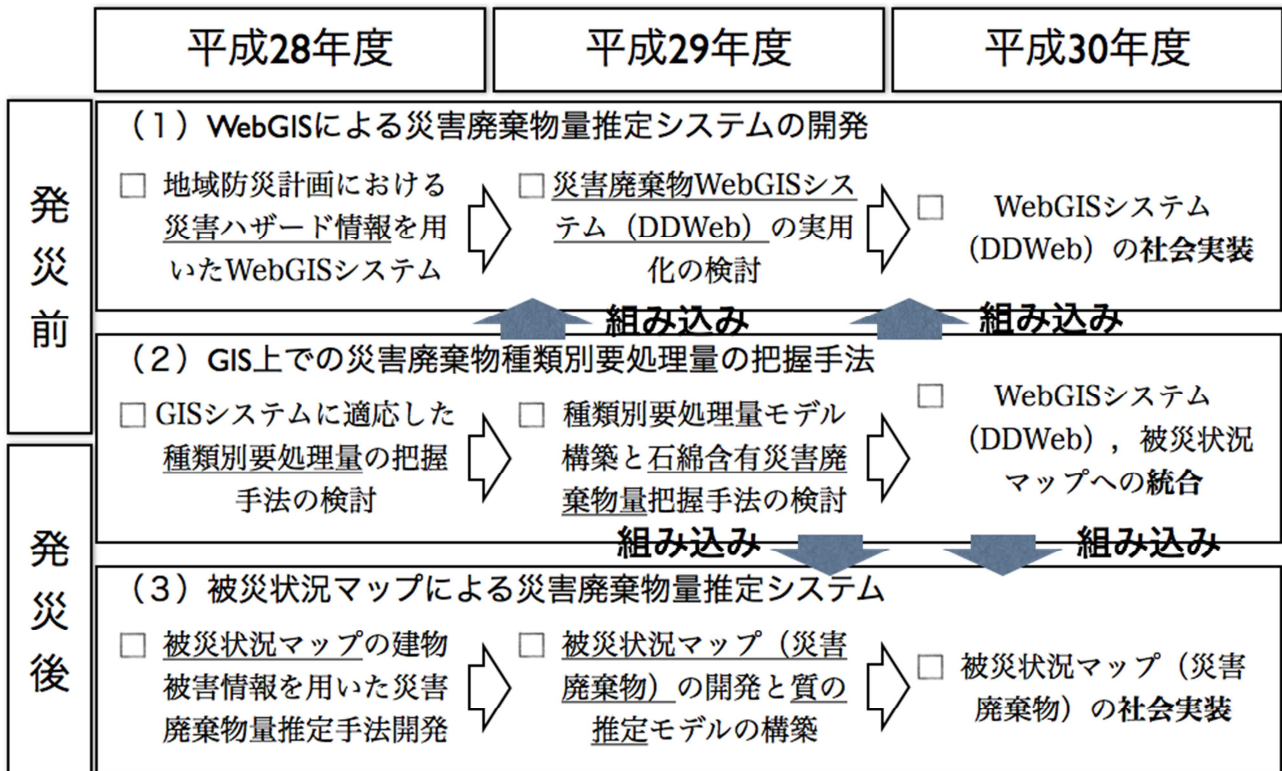 平成28年度
平成29年度
平成30年度
発災前
（１）WebGISによる災害廃棄物量推定システムの開発
□ 地域防災計画における
災害ハザード情報を用
いたWebGISシステム
□ 災害廃棄物WebGISシス
テム（DDWeb）の実用
化の検討
□ WebGISシステム
（DDWeb）の社会実装
組み込み
組み込み
（２）GIS上での災害廃棄物種類別要処理量の把握手法
□ GISシステムに適応した
種類別要処理量の把握
手法の検討
□ 種類別要処理量モデル
構築と石綿含有災害廃
棄物量把握手法の検討
□ WebGISシステム
（DDWeb），被災状況
マップへの統合
発災後
組み込み
組み込み
（３）被災状況マップによる災害廃棄物量推定システム
□ 被災状況マップの建物
被害情報を用いた災害
廃棄物量推定手法開発
□ 被災状況マップ（災害
廃棄物）の開発と質の
推定モデルの構築
□ 被災状況マップ（災害
廃棄物）の社会実装